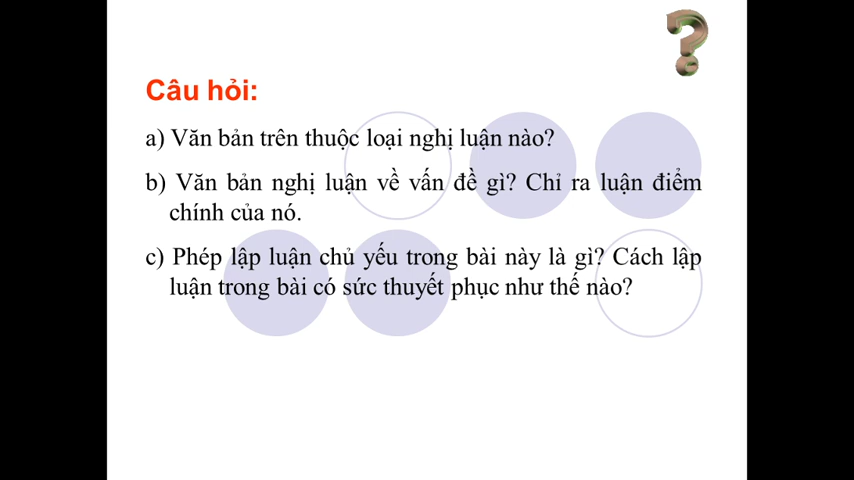 Câu hỏi:
a) Văn bản trên thuộc loại nghị luận nào?
b) Văn bản nghị luận về vấn đề gì? Chỉ ra luận điểm
chính của nó.
c) Phép lập luận chủ yếu trong bài này là gì? Cách lập
luận trong bài có sức thuyết phục như thế nào?